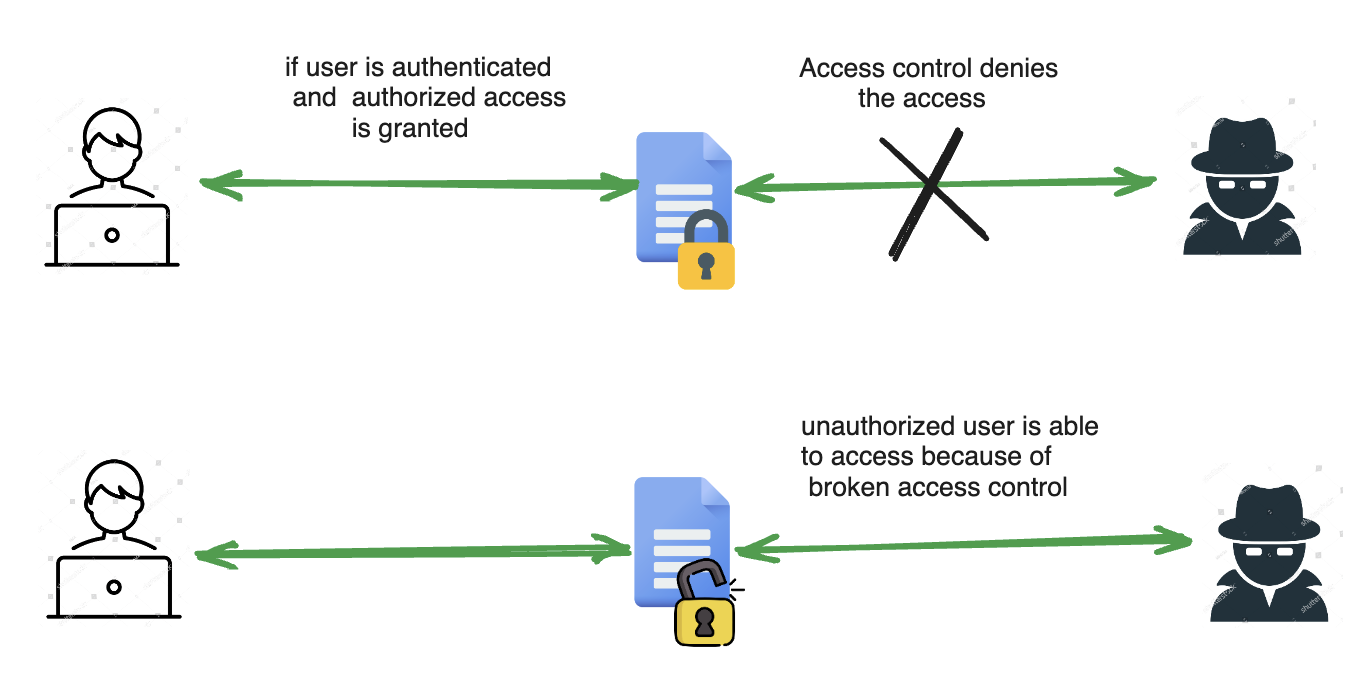 if user is authenticated
and authorized access
is granted
Access control denies
the access
unauthorized user is able
to access because of
broken access control